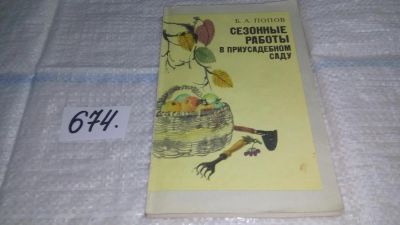 Б. А. ПОПОВ
СЕЗОННЫЕ
РАБОТЫ
В ПРИУСАДЕБНОМ
САДУ
674.